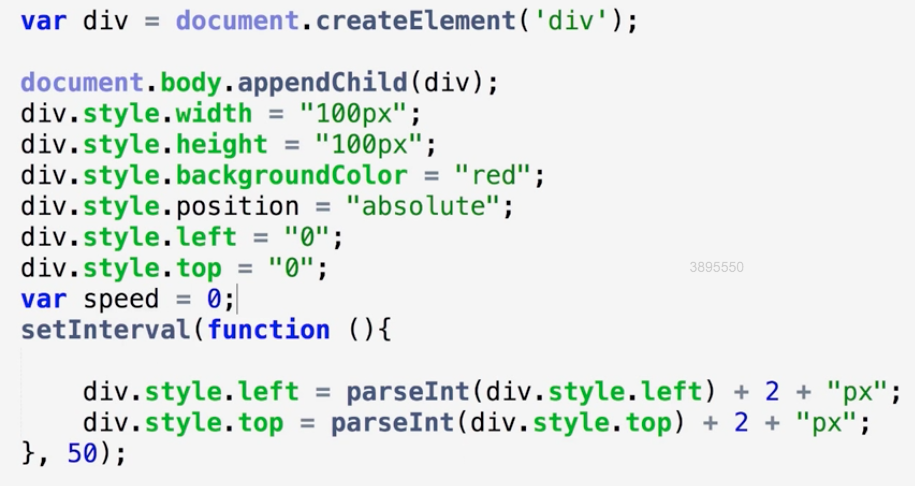 var div = document.createElement('div');
document.body.appendChild(div);
div.style.width = "100px";
div.style.height = "100px";
div.style.backgroundColor = "red";
div.style.position = "absolute";
div.style.left = "0";
div.style.top = "0";
3895550
var speed = 0;
setInterval(function (){
    div.style.left = parseInt(div.style.left) + 2 + "px";
    div.style.top = parseInt(div.style.top) + 2 + "px";
}, 50);